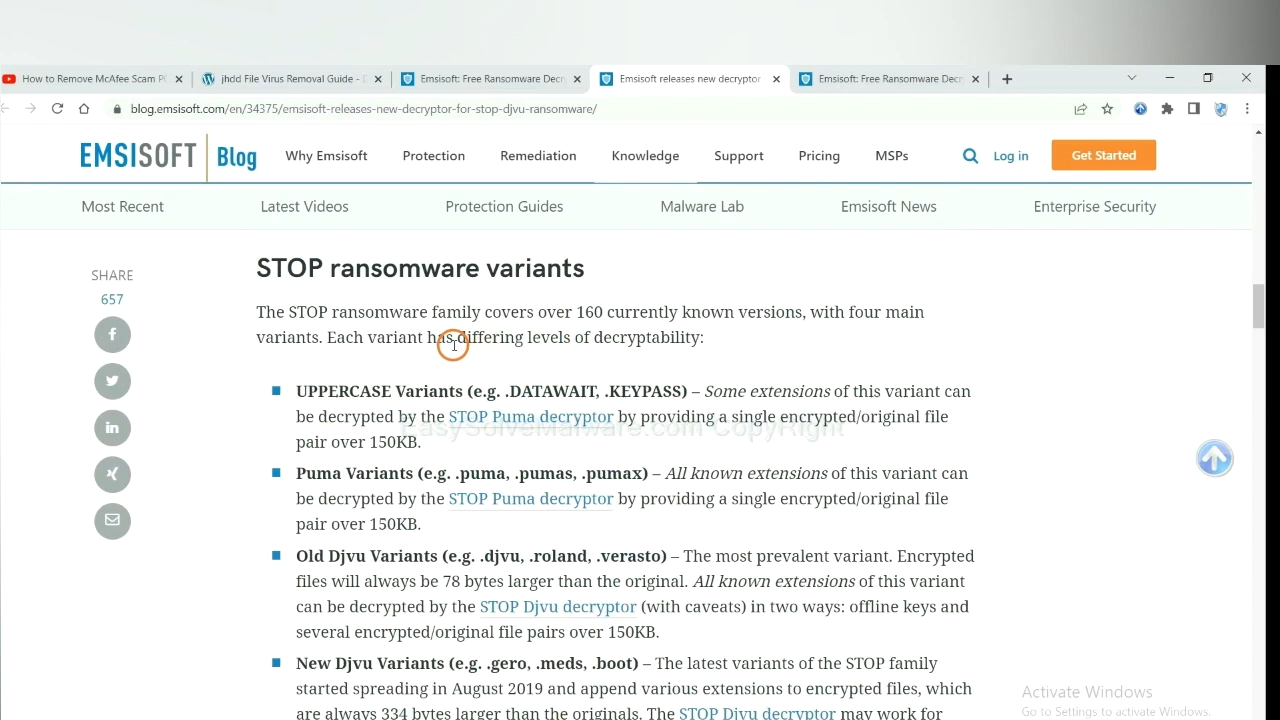 How to Remove McAfee Scam P
jhdd File Virus Removal Guide -
Emsisoft: Free Ransomware Decr
Emsisoft releases new decryptor
Emsisoft: Free Ransomware Decr
blog.emsisoft.com/en/34375/emsisoft-releases-new-decryptor-for-stop-djvu-ransomware/
EMSISOFT Blog
Why Emsisoft
Protection
Remediation
Knowledge
Support
Pricing
MSPs
Log in
Get Started
Most Recent
Latest Videos
Protection Guides
Malware Lab
Emsisoft News
Enterprise Security
SHARE
657
STOP ransomware variants
The STOP ransomware family covers over 160 currently known versions, with four main
variants. Each variant has differing levels of decryptability:
UPPERCASE Variants (e.g. .DATAWAIT, .KEYPASS) – Some extensions of this variant can
be decrypted by the STOP Puma decryptor by providing a single encrypted/original file
EasySolveMalware.com CopyRight
pair over 150KB.
Puma Variants (e.g. .puma, .pumas, .pumax) – All known extensions of this variant can
be decrypted by the STOP Puma decryptor by providing a single encrypted/original file
pair over 150KB.
Old Djvu Variants (e.g. .djvu, .roland, .verasto) – The most prevalent variant. Encrypted
files will always be 78 bytes larger than the original. All known extensions of this variant
can be decrypted by the STOP Djvu decryptor (with caveats) in two ways: offline keys and
several encrypted/original file pairs over 150KB.
New Djvu Variants (e.g. .gero, .meds, .boot) – The latest variants of the STOP family
started spreading in August 2019 and append various extensions to encrypted files, which
are always 334 bytes larger than the originals. The STOP Djvu decryptor may work for
Activate Windows
Go to Settings to activate Windows.